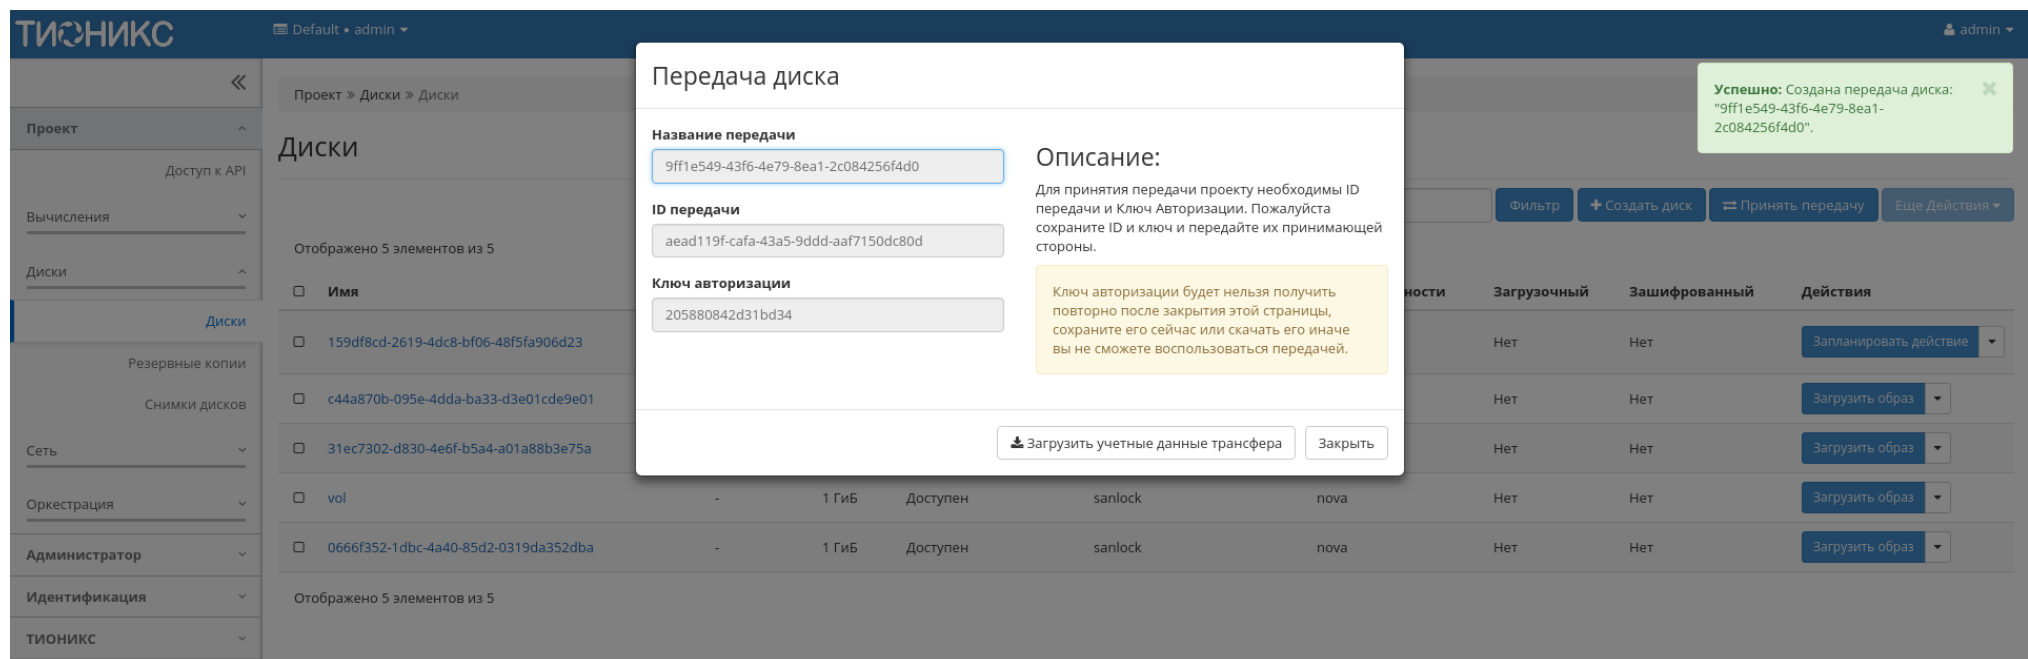 ТИОНИКС
Default • admin
admin
Проект
Доступ к API
Вычисления
Диски
Диски
Резервные копии
Снимки дисков
Сеть
Оркестрация
Администратор
Идентификация
ТИОНИКС
Проект » Диски » Диски
Диски
Фильтр
Создать диск
Принять передачу
Еще Действия
Отображено 5 элементов из 5
Имя ности Загрузочный Зашифрованный Действия
159df8cd-2619-4dc8-bf06-48f5fa906d23 Нет Нет Запланировать действие
c44a870b-095e-4dda-ba33-d3e01cde9e01 Нет Нет Загрузить образ
31ec7302-d830-4e6f-b5a4-a01a88b3e75a Нет Нет Загрузить образ
vol - 1 ГиБ Доступен sanlock nova Нет Нет Загрузить образ
0666f352-1dbc-4a40-85d2-0319da352dba - 1 ГиБ Доступен sanlock nova Нет Нет Загрузить образ
Отображено 5 элементов из 5
Передача диска
Название передачи
9ff1e549-43f6-4e79-8ea1-2c084256f4d0
ID передачи
aead119f-cafa-43a5-9ddd-aaf7150dc80d
Ключ авторизации
205880842d31bd34
Описание:
Для принятия передачи проекту необходимы ID
передачи и Ключ Авторизации. Пожалуйста
сохраните ID и ключ и передайте их принимающей
стороны.
Ключ авторизации будет нельзя получить
повторно после закрытия этой страницы,
сохраните его сейчас или скачать его иначе
вы не сможете воспользоваться передачей.
Загрузить учетные данные трансфера
Закрыть
Успешно: Создана передача диска:
"9ff1e549-43f6-4e79-8ea1-
2c084256f4d0".